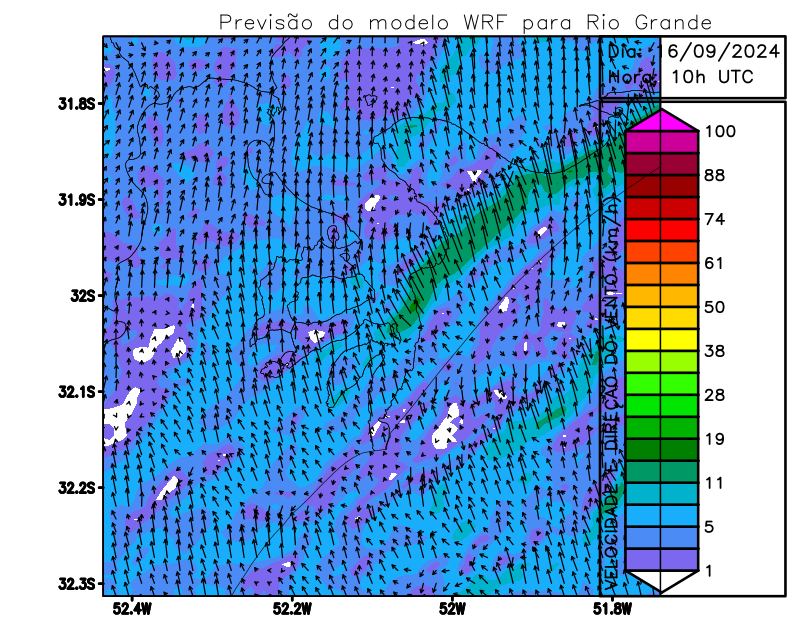 Previsão do modelo WRF para Rio Grande
Dia: 16/09/2024
Hora: 10h UTC
31.8S
31.9S
32S
32.1S
32.2S
32.3S
52.4W
52.2W
52W
51.8W
VELOCIDADE E DIREÇÃO DO VENTO (km/h)
100
88
74
61
50
38
28
19
11
5
1